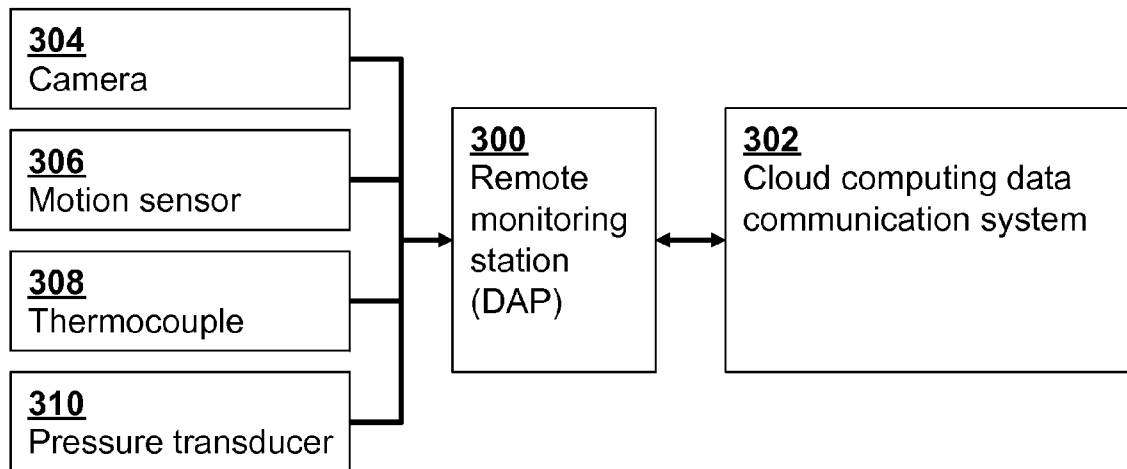 304
Camera
306
Motion sensor
308
Thermocouple
310
Pressure transducer
300
Remote
monitoring
station
(DAP)
302
Cloud computing data
communication system